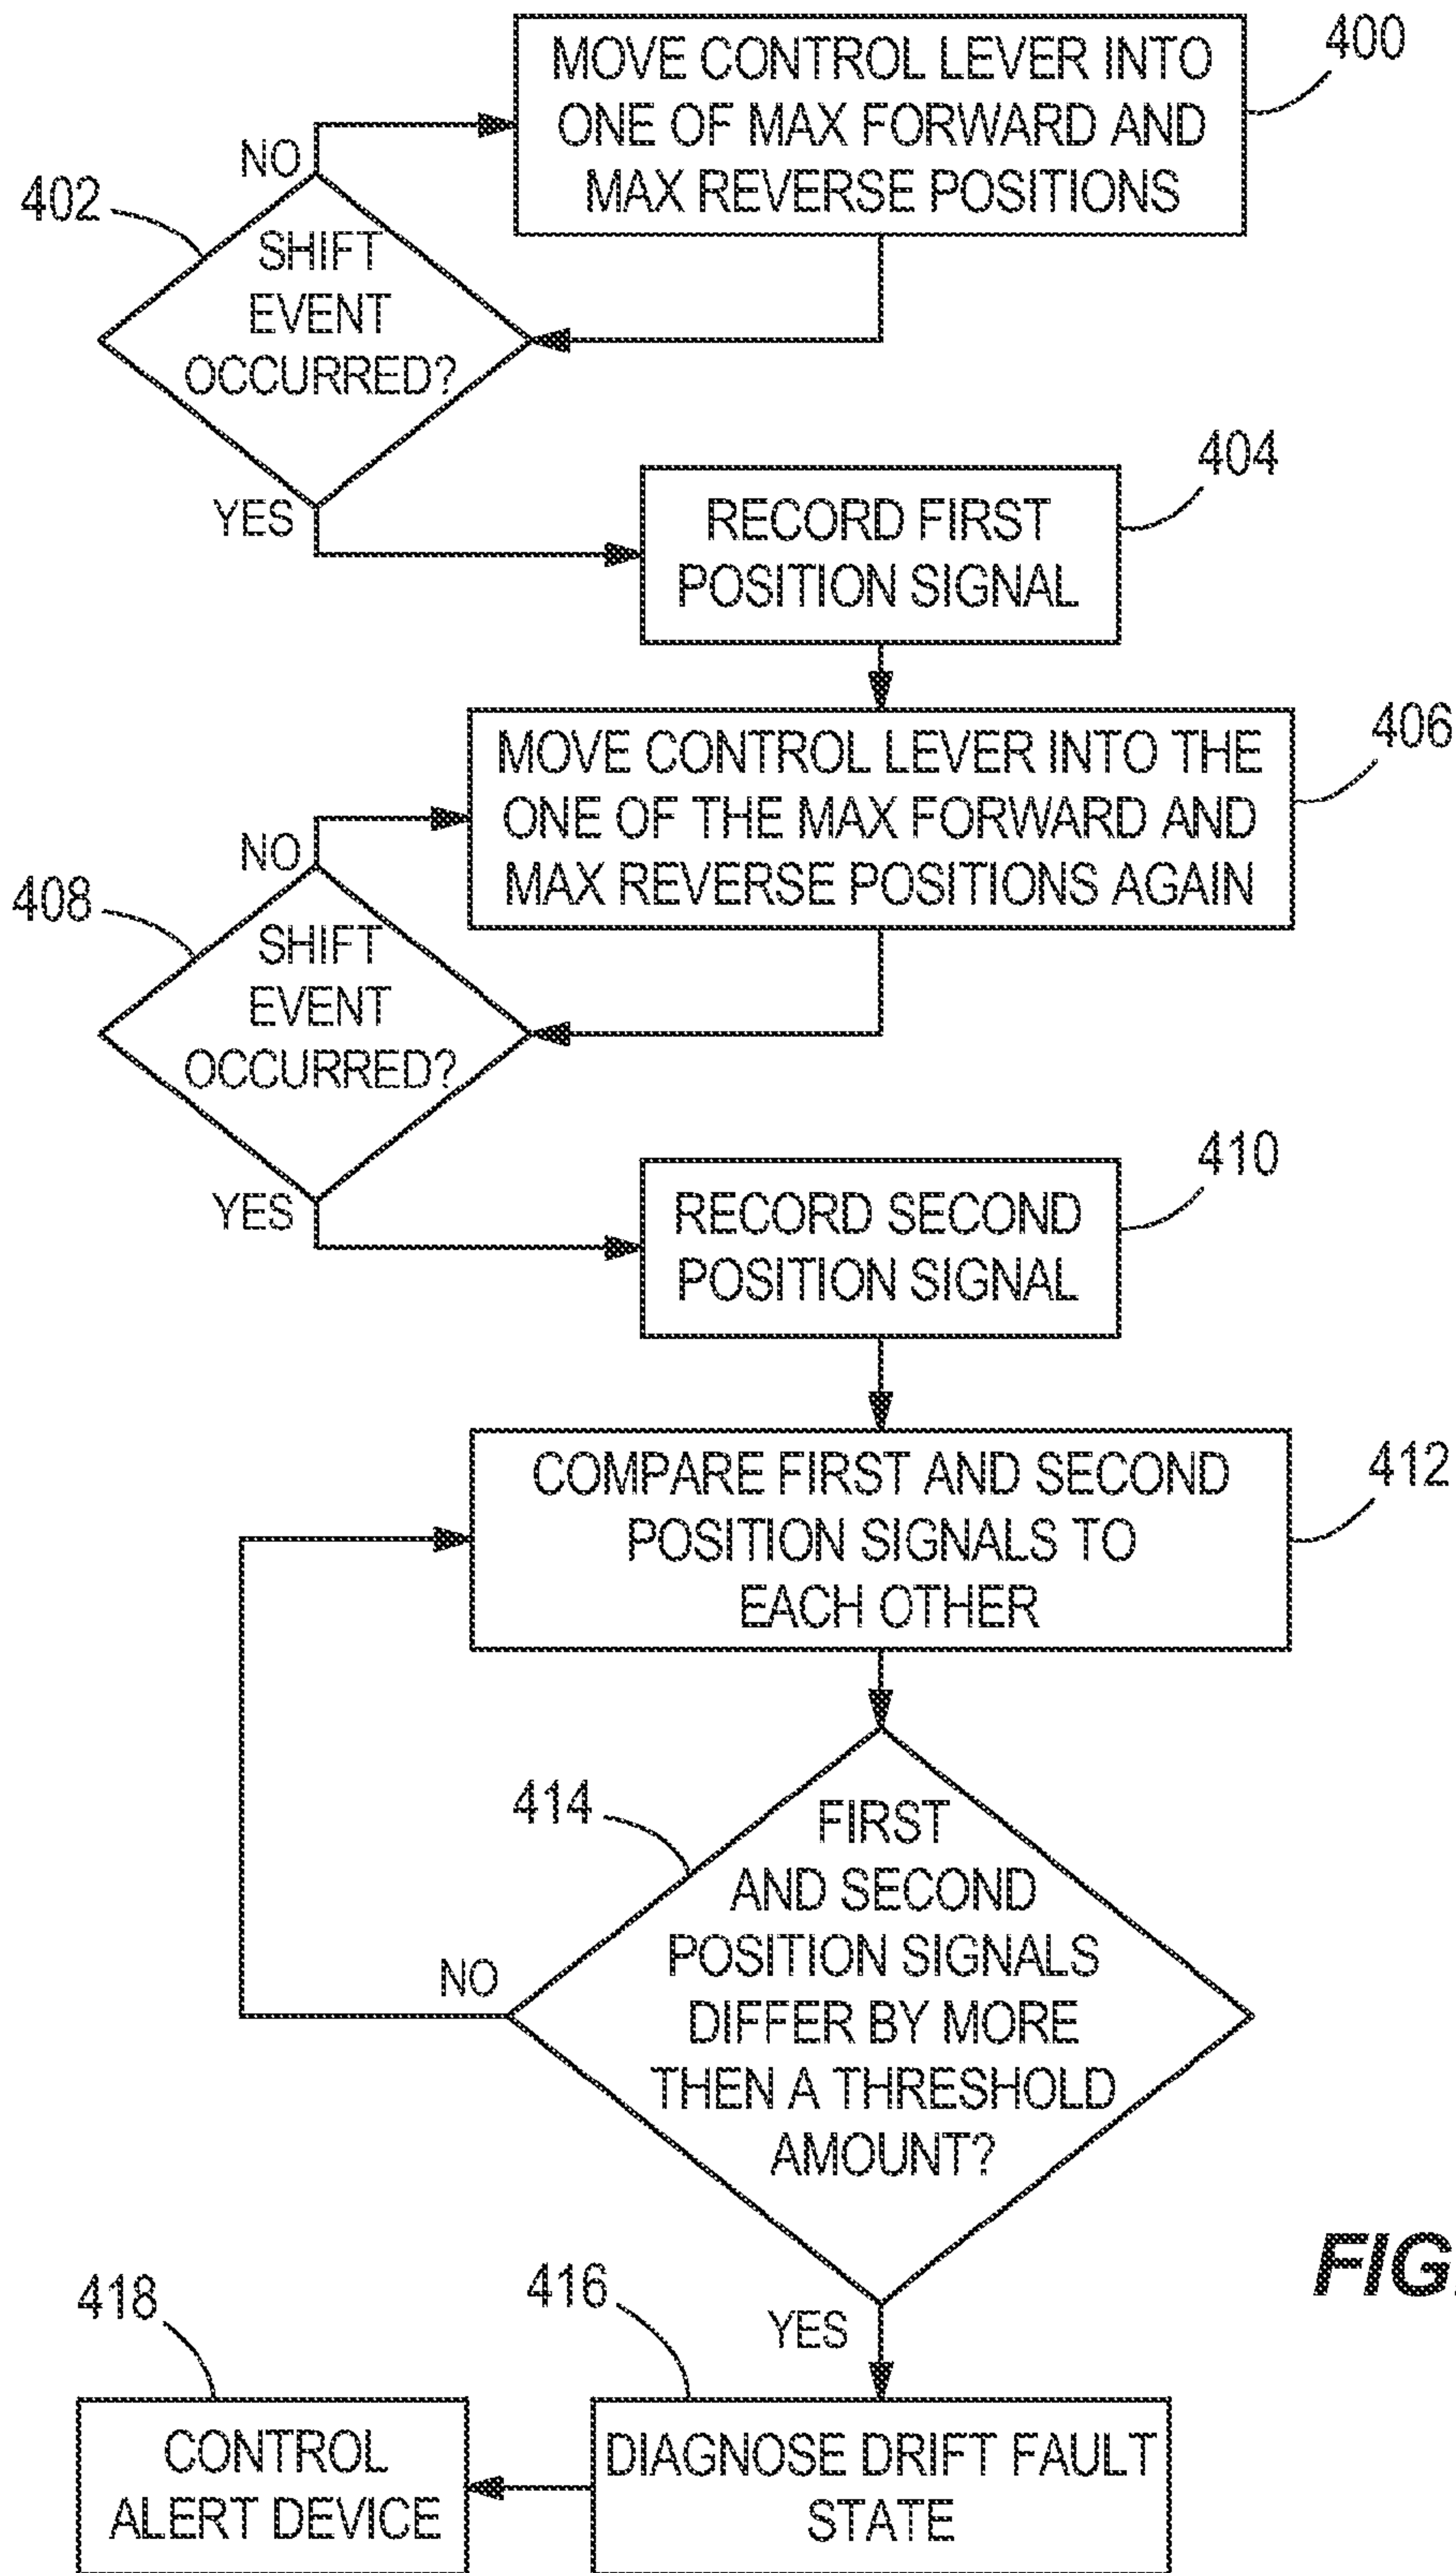 MOVE CONTROL LEVER INTO
ONE OF MAX FORWARD AND
MAX REVERSE POSITIONS
400
NO
402
SHIFT
EVENT
OCCURRED?
YES
RECORD FIRST
POSITION SIGNAL
404
MOVE CONTROL LEVER INTO THE
ONE OF THE MAX FORWARD AND
MAX REVERSE POSITIONS AGAIN
406
NO
408
SHIFT
EVENT
OCCURRED?
YES
RECORD SECOND
POSITION SIGNAL
410
COMPARE FIRST AND SECOND
POSITION SIGNALS TO
EACH OTHER
412
414
FIRST
AND SECOND
POSITION SIGNALS
DIFFER BY MORE
THEN A THRESHOLD
AMOUNT?
NO
YES
FIG.
416
DIAGNOSE DRIFT FAULT
STATE
418
CONTROL
ALERT DEVICE